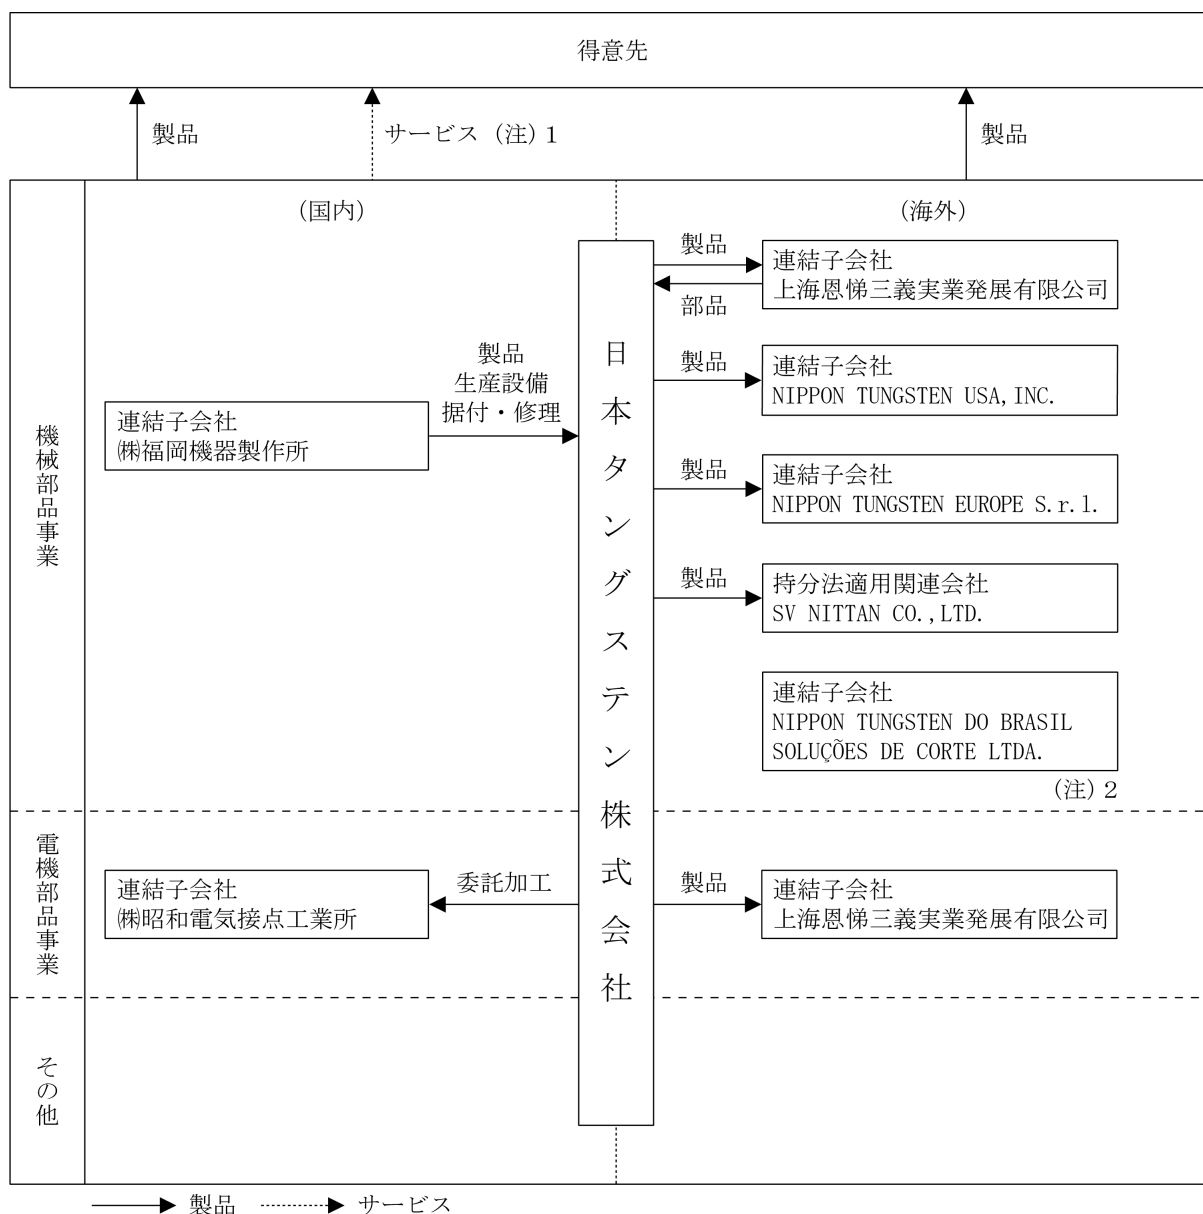 得意先
製品
サービス (注) 1
製品
(国内)
(海外)
機械部品事業
連結子会社
㈱福岡機器製作所
製品
生産設備
据付・修理
日本タングステン株式会社
製品
部品
連結子会社
上海恩悌三義実業発展有限公司
製品
連結子会社
NIPPON TUNGSTEN USA,INC.
製品
連結子会社
NIPPON TUNGSTEN EUROPE S.r.l.
製品
持分法適用関連会社
SV NITTAN CO.,LTD.
連結子会社
NIPPON TUNGSTEN DO BRASIL
SOLUÇÕES DE CORTE LTDA.
(注) 2
電機部品事業
連結子会社
㈱昭和電気接点工業所
委託加工
製品
連結子会社
上海恩悌三義実業発展有限公司
その他
製品
サービス